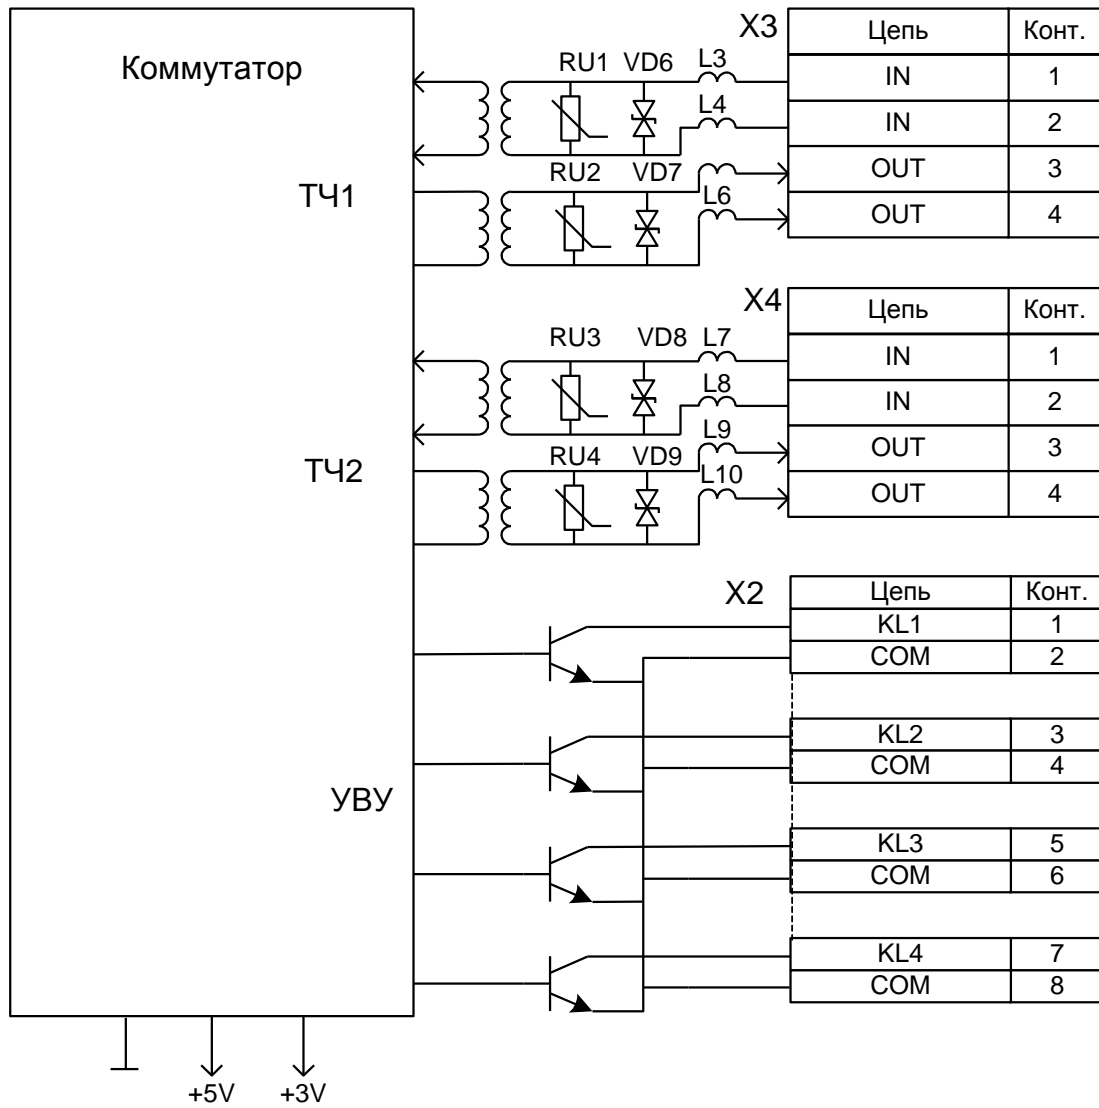 Коммутатор
ТЧ1
ТЧ2
УВУ
+5V
+3V
RU1 VD6 L3
L4
RU2 VD7
L6
RU3 VD8 L7
L8
L9
RU4 VD9
L10
X3
Цепь Конт.
IN 1
IN 2
OUT 3
OUT 4
X4
Цепь Конт.
IN 1
IN 2
OUT 3
OUT 4
X2
Цепь Конт.
KL1 1
COM 2
KL2 3
COM 4
KL3 5
COM 6
KL4 7
COM 8